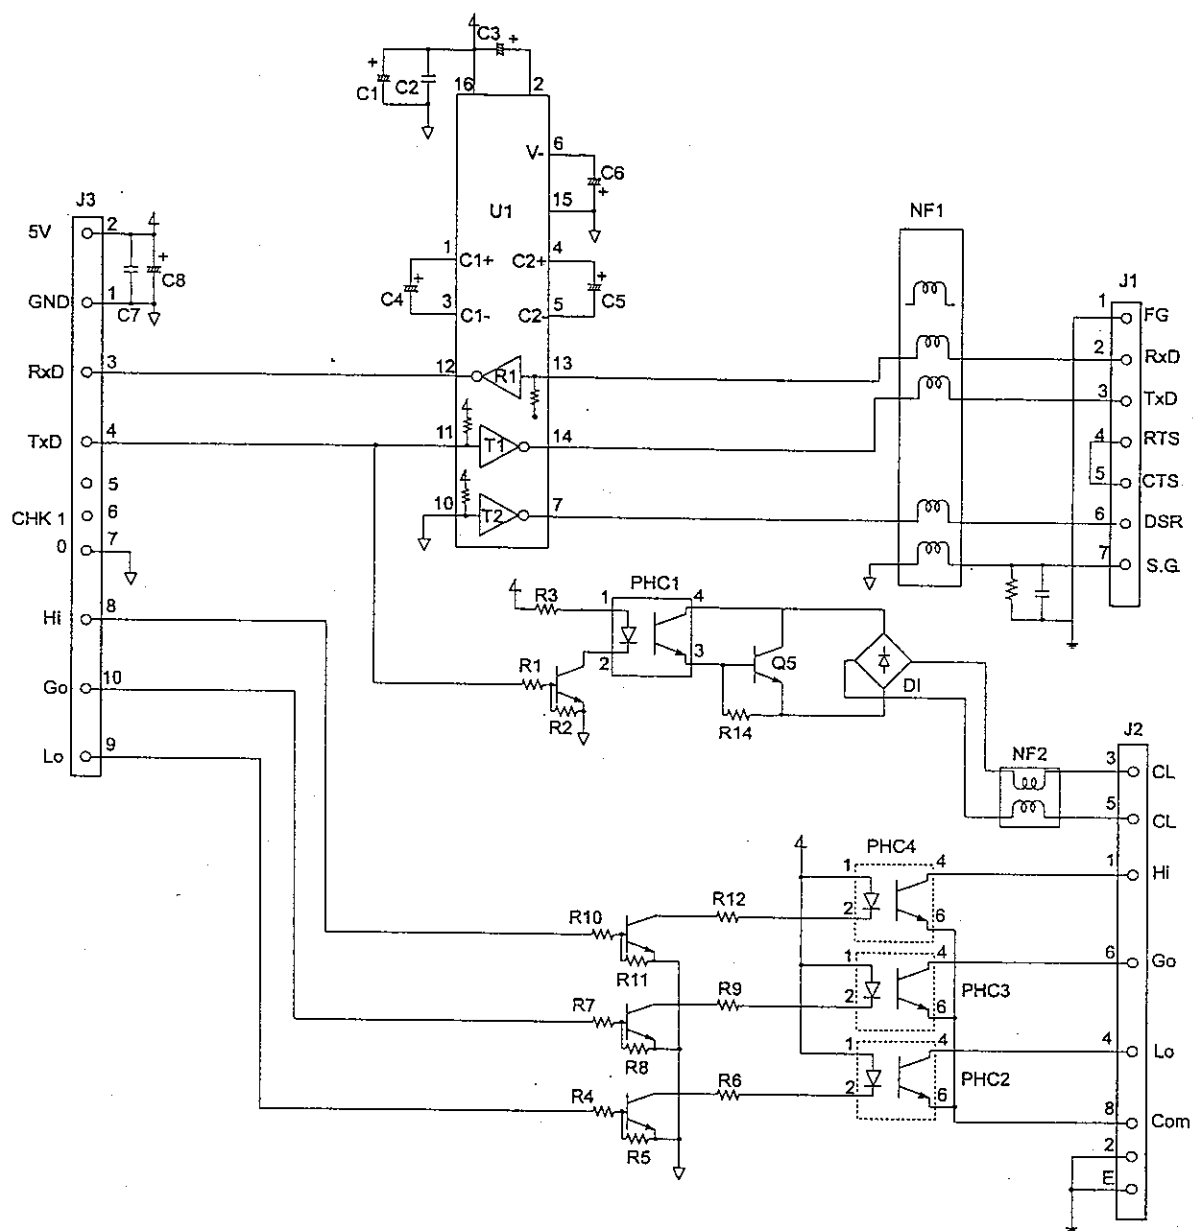 C3 +
+ C1 C2 16 2
V- 6
C6 +
15
U1
J3
5V 2
GND 1
C7 + C8
1 C1+ C2+ 4
C4 + + C5
3 C1- C2- 5
NF1
J1
1 FG
2 RxD
3 TxD
4 RTS
5 CTS
6 DSR
7 S.G.
RxD 3 12 R1 13
TxD 4 11 T1 14
5 10 T2 7
CHK 1 6
0 7
Hi 8
Go 10
Lo 9
PHC1
R3 1 4
2 3
R1 R2
Q5
R14
DI
J2
NF2
3 CL
5 CL
1 Hi
6 Go
4 Lo
8 Com
2
E
PHC4
1 4
2 6
R10 R12
R11
1 4
2 6
PHC3
R7 R9
R8
1 4
2 6
PHC2
R4 R6
R5